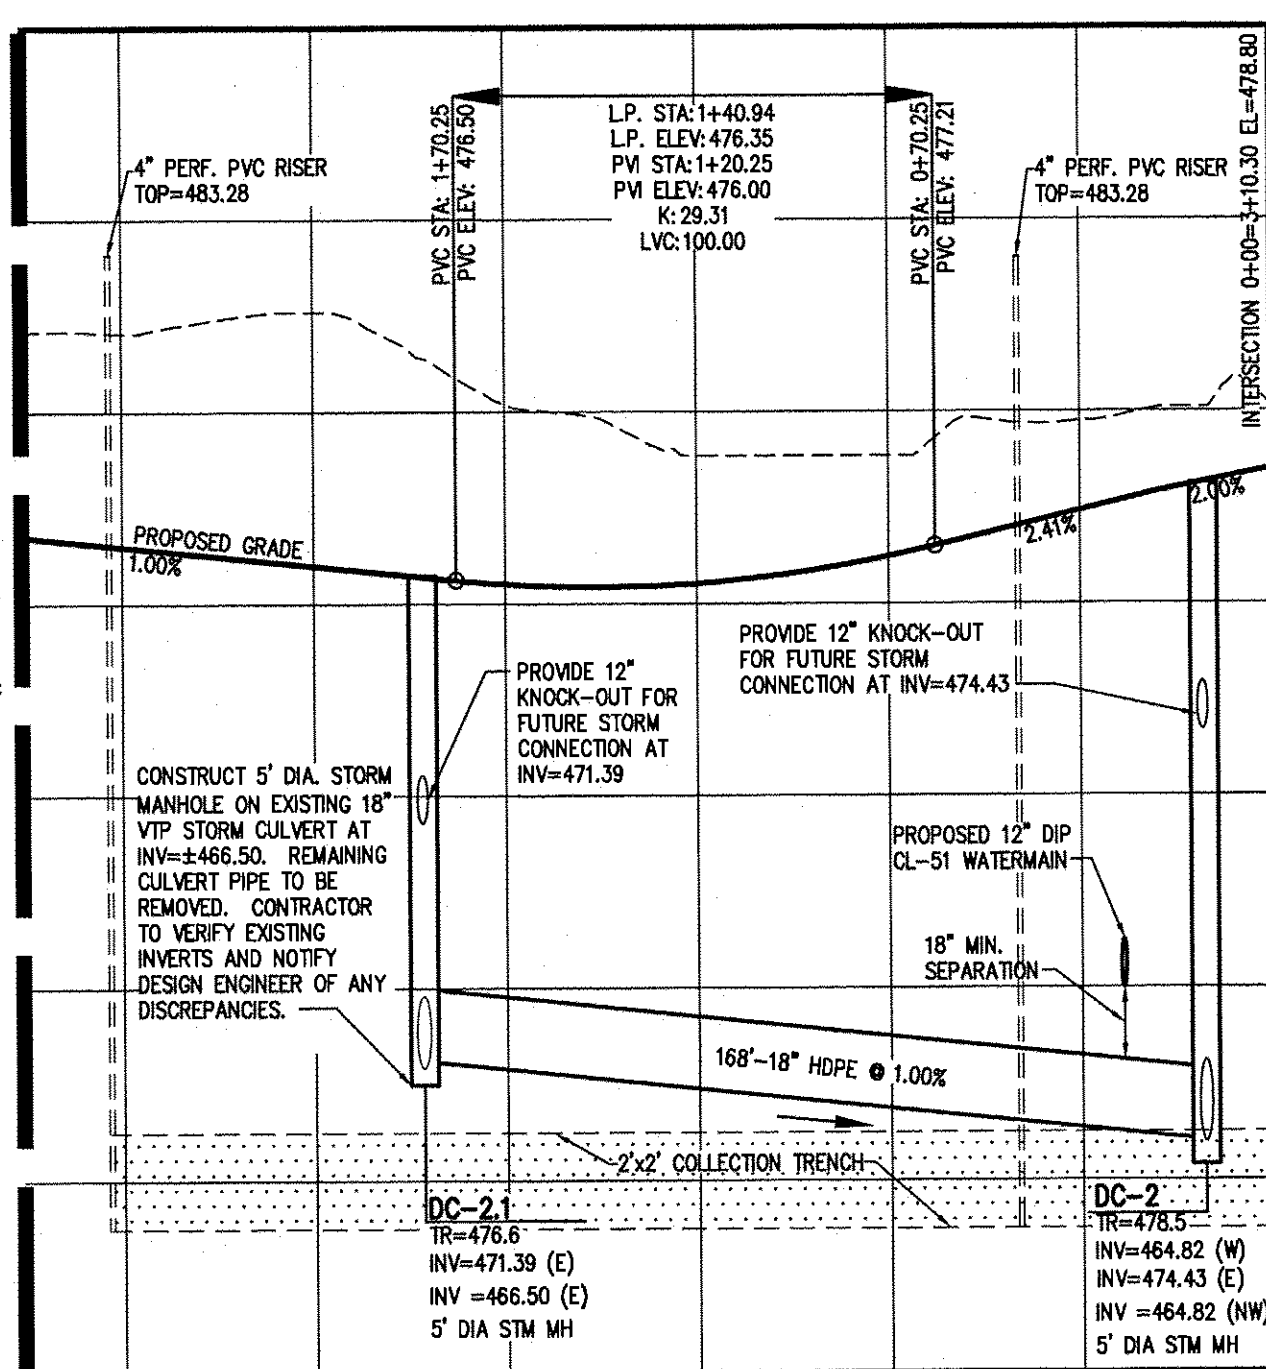 L.P. STA: 1+40.94
L.P. ELEV: 476.35
PVI STA: 1+20.25
PVI ELEV: 476.00
K: 29.31
LVC: 100.00
PVC STA: 1+70.25
PVC ELEV: 476.50
PVC STA: 0+70.25
PVC ELEV: 477.21
INTERSECTION 0+00=3+10.30 EL=478.80
4" PERF. PVC RISER
TOP=483.28
4" PERF. PVC RISER
TOP=483.28
PROPOSED GRADE
1.00%
2.41%
2.00%
PROVIDE 12"
KNOCK-OUT FOR
FUTURE STORM
CONNECTION AT
INV=471.39
PROVIDE 12" KNOCK-OUT
FOR FUTURE STORM
CONNECTION AT INV=474.43
CONSTRUCT 5' DIA. STORM
MANHOLE ON EXISTING 18"
VTP STORM CULVERT AT
INV=±466.50. REMAINING
CULVERT PIPE TO BE
REMOVED. CONTRACTOR
TO VERIFY EXISTING
INVERTS AND NOTIFY
DESIGN ENGINEER OF ANY
DISCREPANCIES.
PROPOSED 12" DIP
CL-51 WATERMAIN
18" MIN.
SEPARATION
168'-18" HDPE @ 1.00%
2'x2' COLLECTION TRENCH
DC-2.1
TR=476.6
INV=471.39 (E)
INV =466.50 (E)
5' DIA STM MH
DC-2
TR=478.5
INV=464.82 (W)
INV=474.43 (E)
INV =464.82 (NW)
5' DIA STM MH